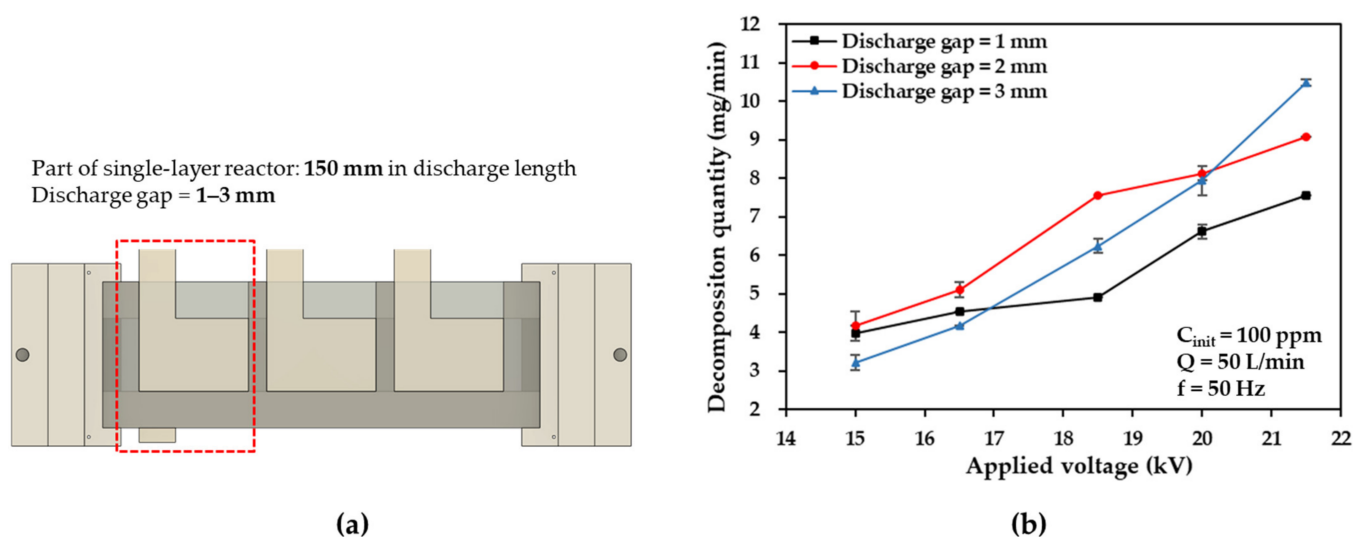 Part of single-layer reactor: 150 mm in discharge length
Discharge gap = 1–3 mm
(a)
12
11
10
9
8
7
6
5
4
3
2
Decompossiton quantity (mg/min)
Discharge gap = 1 mm
Discharge gap = 2 mm
Discharge gap = 3 mm
C_init = 100 ppm
Q = 50 L/min
f = 50 Hz
14 15 16 17 18 19 20 21 22
Applied voltage (kV)
(b)